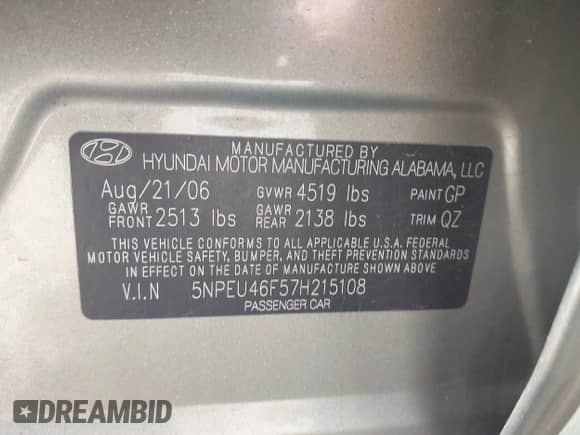 MANUFACTURED BY
HYUNDAI MOTOR MANUFACTURING ALABAMA, LLC
Aug/21/06 GVWR 4519 lbs PAINT GP
GAWR FRONT 2513 lbs GAWR REAR 2138 lbs TRIM QZ
THIS VEHICLE CONFORMS TO ALL APPLICABLE U.S.A. FEDERAL
MOTOR VEHICLE SAFETY, BUMPER, AND THEFT PREVENTION STANDARDS
IN EFFECT ON THE DATE OF MANUFACTURE SHOWN ABOVE
V.I.N 5NPEU46F57H215108
PASSENGER CAR
DREAMBID